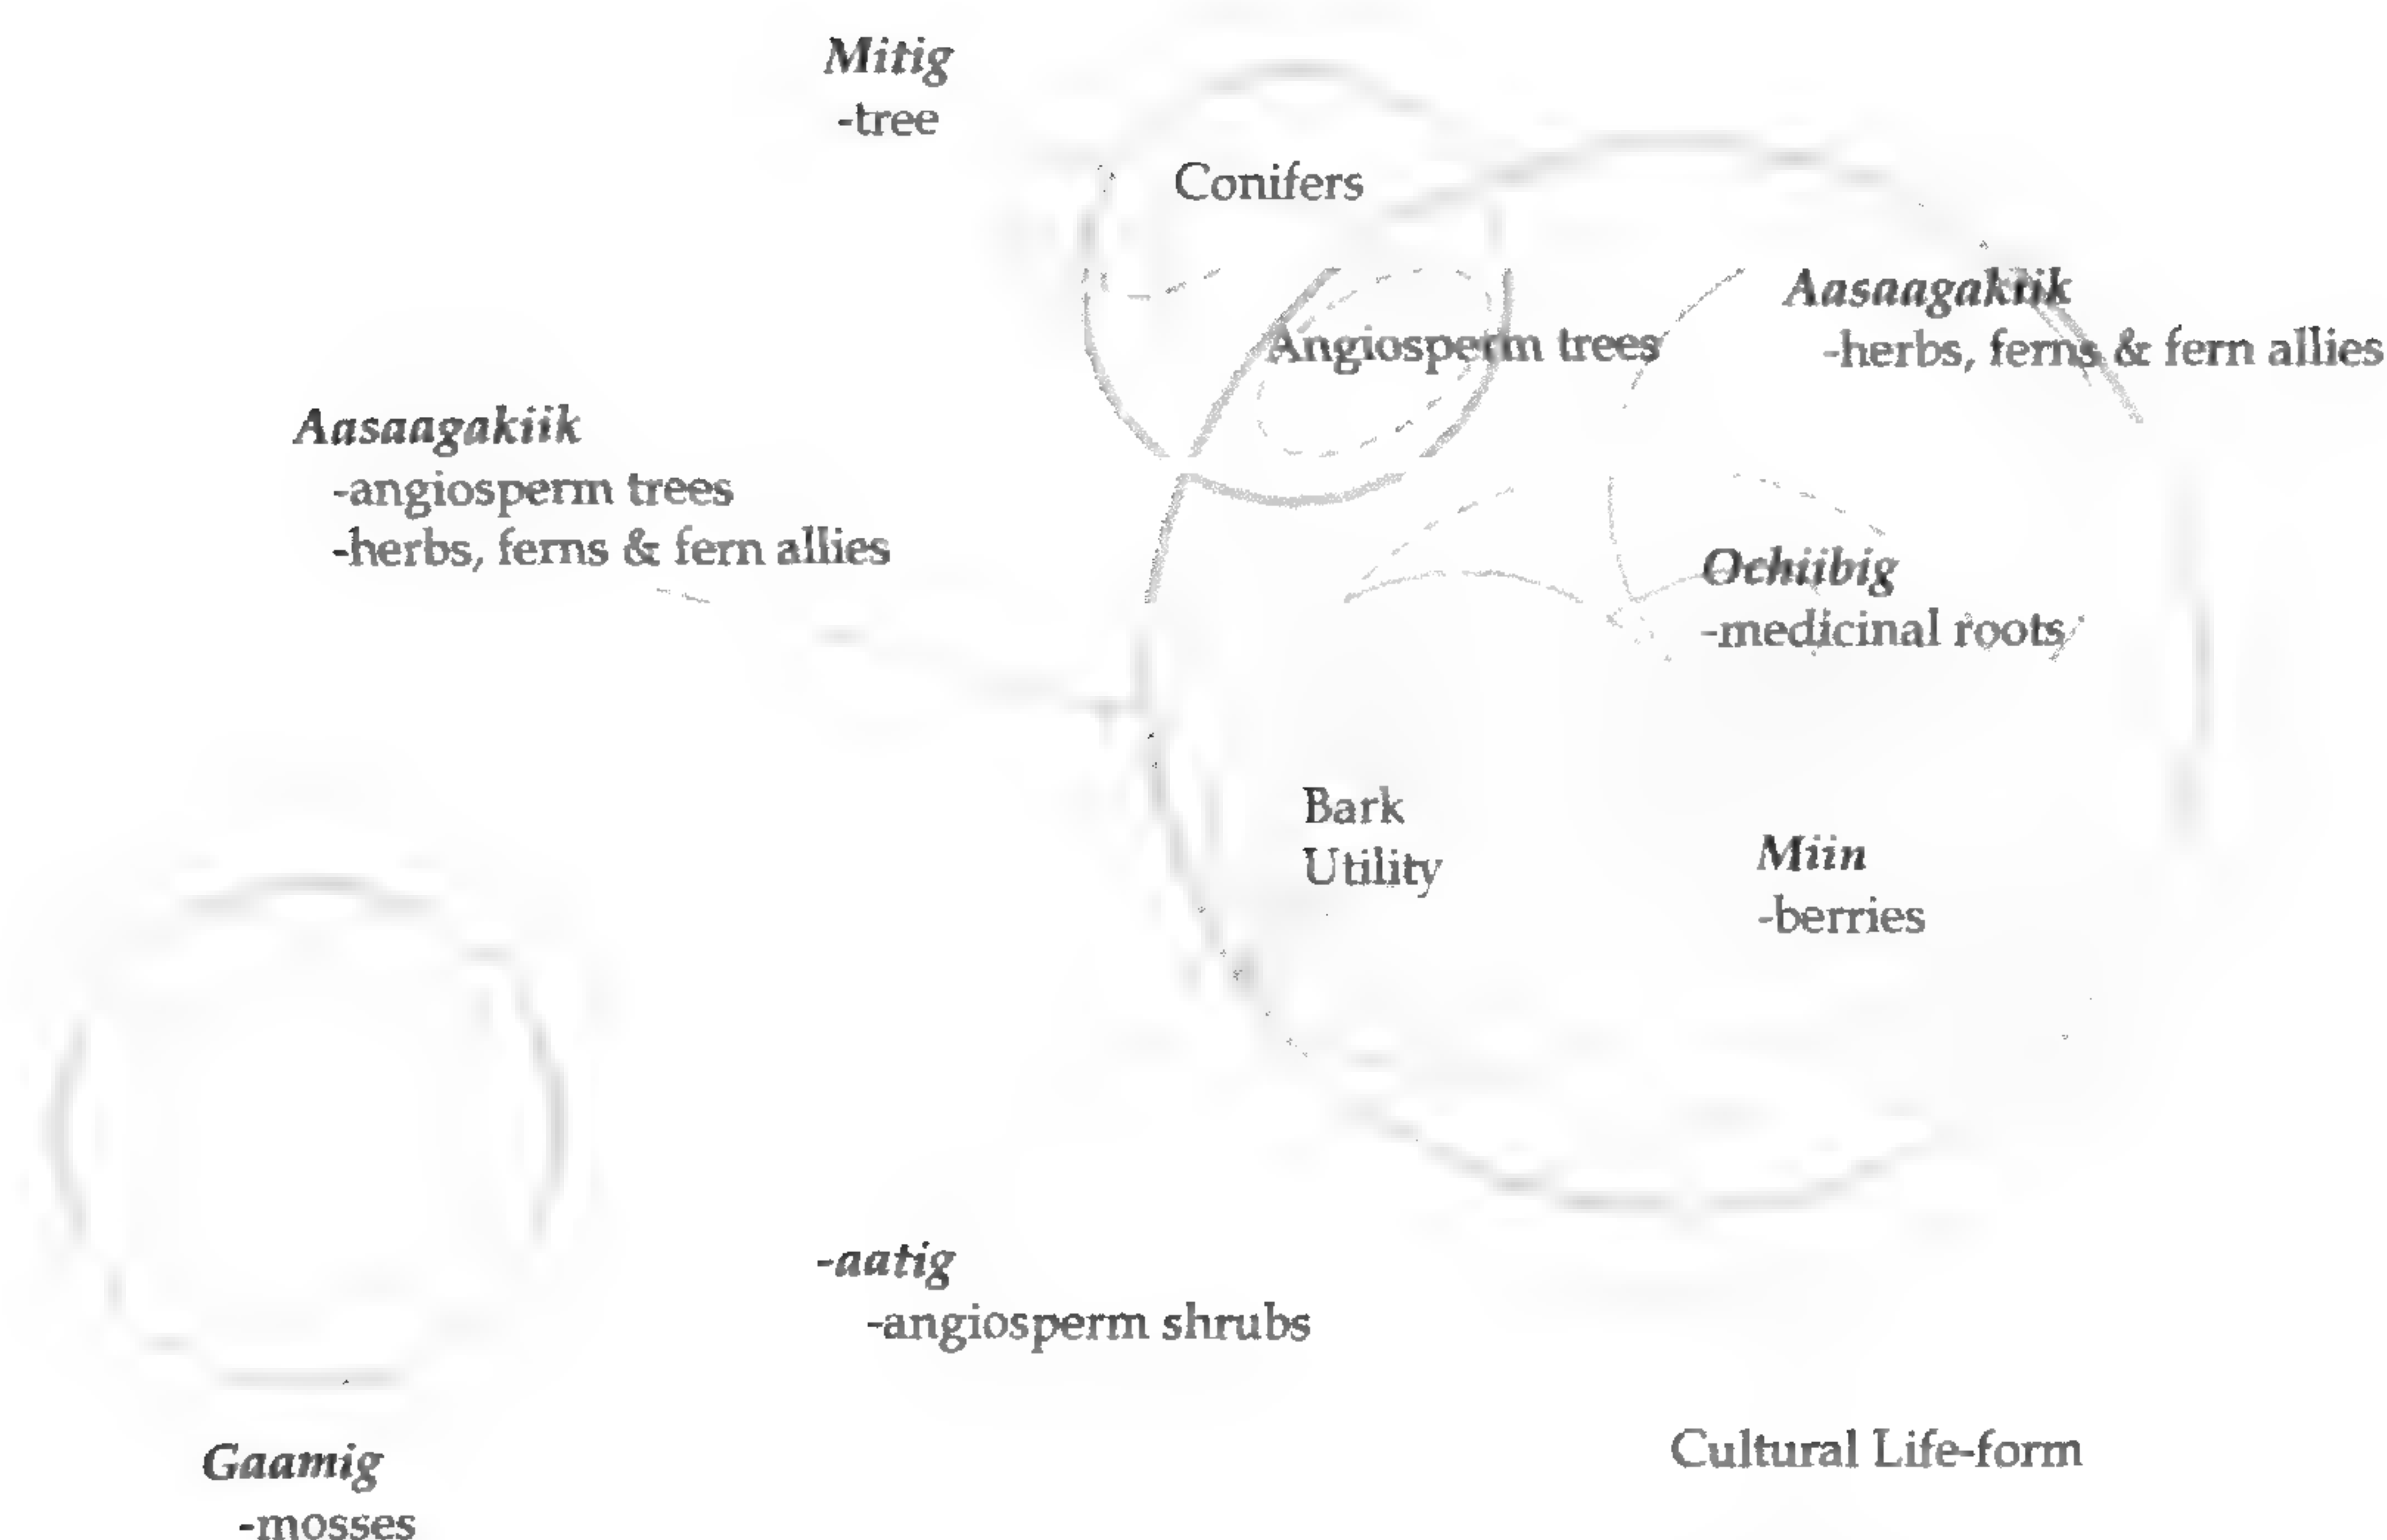 Mitig
-tree
Conifers
Aasaagakiik
-herbs, ferns & fern allies
Angiosperm trees
Aasaagakiik
-angiosperm trees
-herbs, ferns & fern allies
Ochiibig
-medicinal roots
Bark
Utility
Miin
-berries
-aatig
-angiosperm shrubs
Cultural Life-form
Gaamig
-mosses